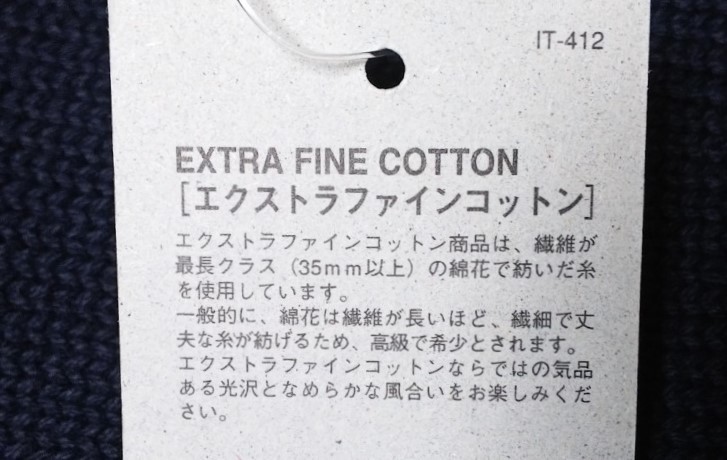 IT-412
EXTRA FINE COTTON
[エクストラファインコットン]
エクストラファインコットン商品は、繊維が
最長クラス（35mm以上）の綿花で紡いだ糸
を使用しています。
一般的に、綿花は繊維が長いほど、繊細で丈
夫な糸が紡げるため、高級で希少とされます。
エクストラファインコットンならではの気品
ある光沢となめらかな風合いをお楽しみくだ
さい。